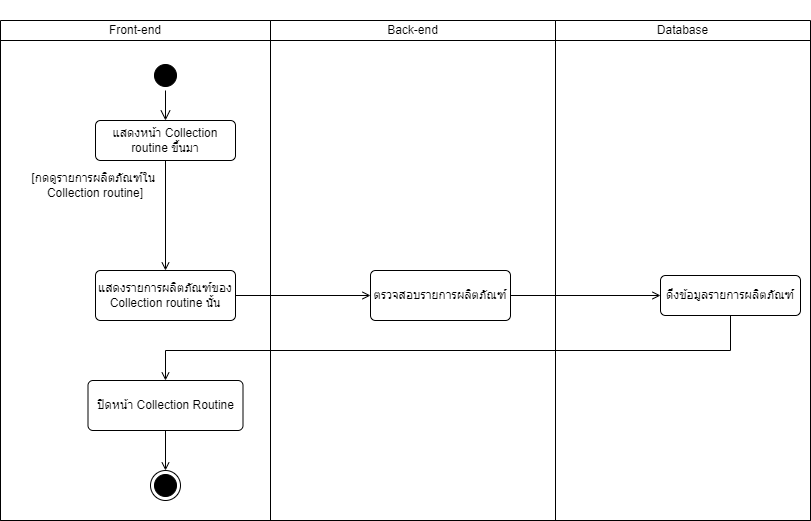 Front-end
Back-end
Database
แสดงหน้า Collection
routine ขึ้นมา
[กดดูรายการผลิตภัณฑ์ใน
Collection routine]
แสดงรายการผลิตภัณฑ์ของ
Collection routine นั้น
ตรวจสอบรายการผลิตภัณฑ์
ดึงข้อมูลรายการผลิตภัณฑ์
ปิดหน้า Collection Routine